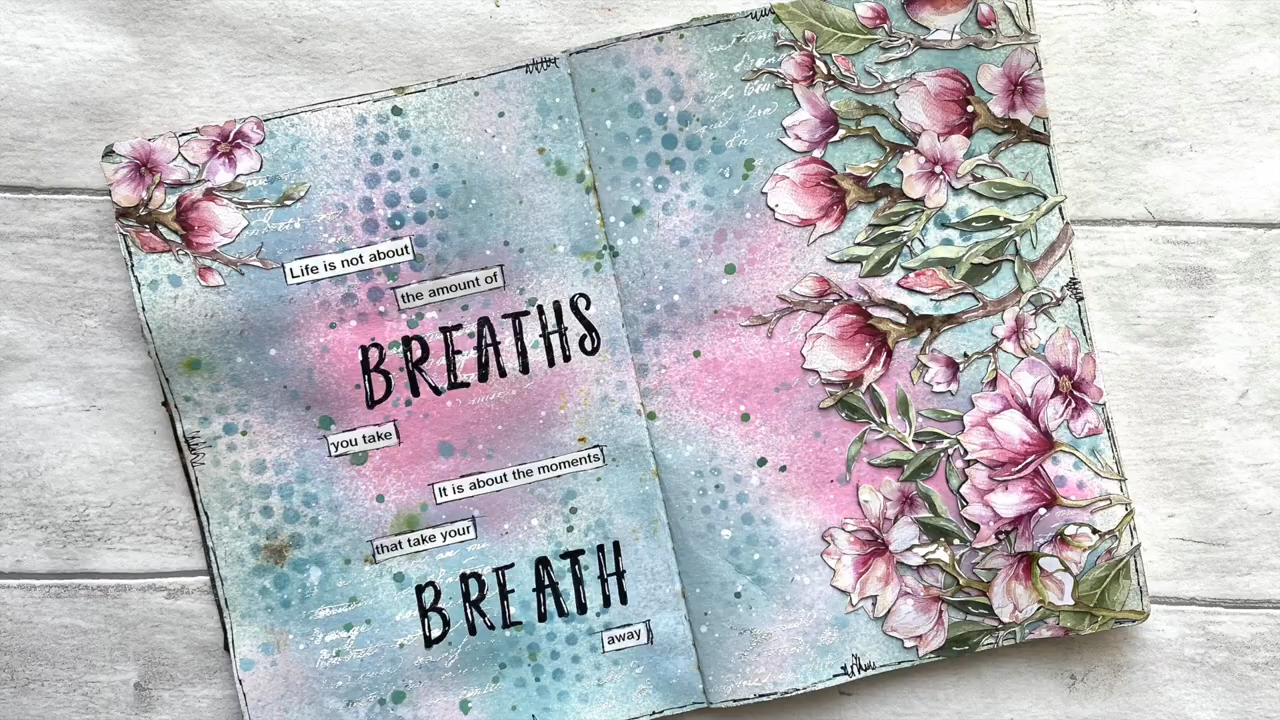 Life is not about
the amount of
BREATHS
you take
It is about the moments
that take your
BREATH
away